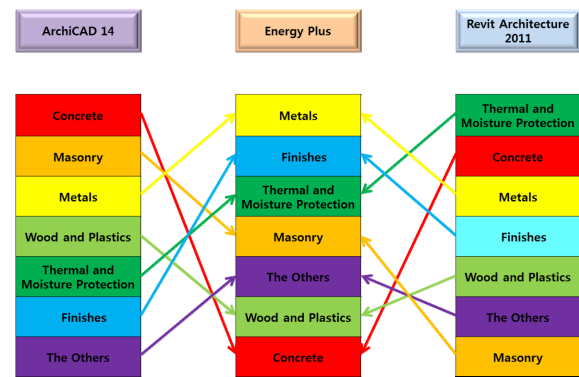 ArchiCAD 14
Energy Plus
Revit Architecture
2011
Concrete
Masonry
Metals
Wood and Plastics
Thermal and
Moisture Protection
Finishes
The Others
Metals
Finishes
Thermal and
Moisture Protection
Masonry
The Others
Wood and Plastics
Concrete
Thermal and
Moisture Protection
Concrete
Metals
Finishes
Wood and Plastics
The Others
Masonry